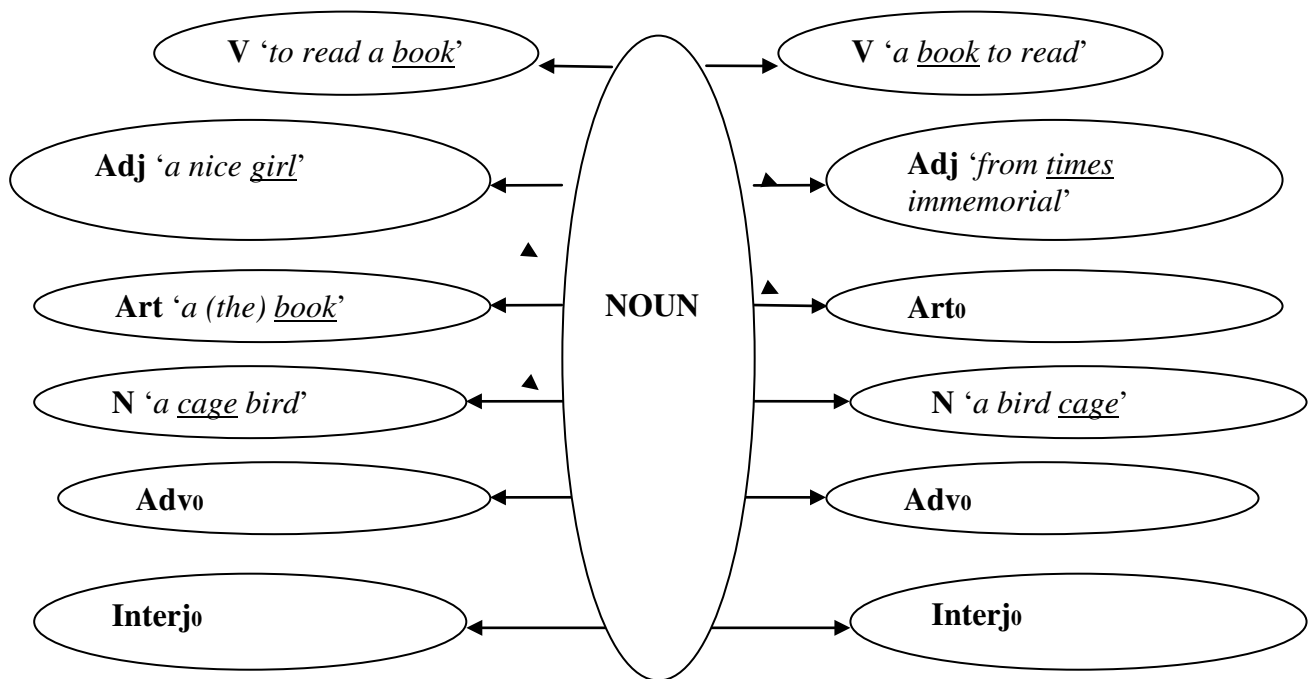 V ‘to read a book’
V ‘a book to read’
Adj ‘a nice girl’
Adj ‘from times
immemorial’
Art ‘a (the) book’
NOUN
Art0
N ‘a cage bird’
N ‘a bird cage’
Adv0
Adv0
Interj0
Interj0